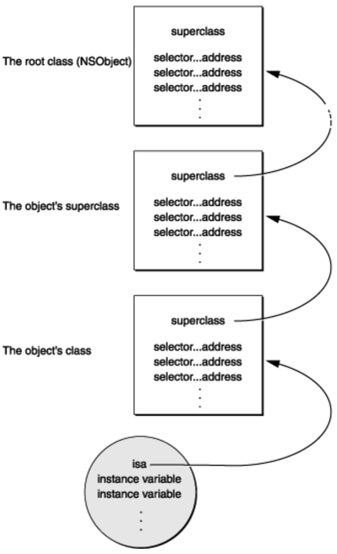 superclass
The root class (NSObject)
selector...address
selector...address
selector...address
superclass
The object's superclass
selector...address
selector...address
selector...address
superclass
The object's class
selector...address
selector...address
selector...address
isa
instance variable
instance variable